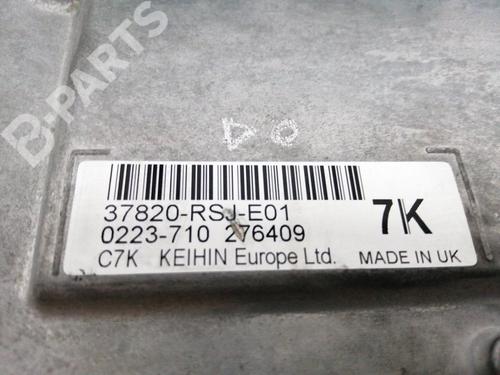 B-PARTS
37820-RSJ-E01
7K
0223-710 276409
C7K KEIHIN Europe Ltd. MADE IN UK